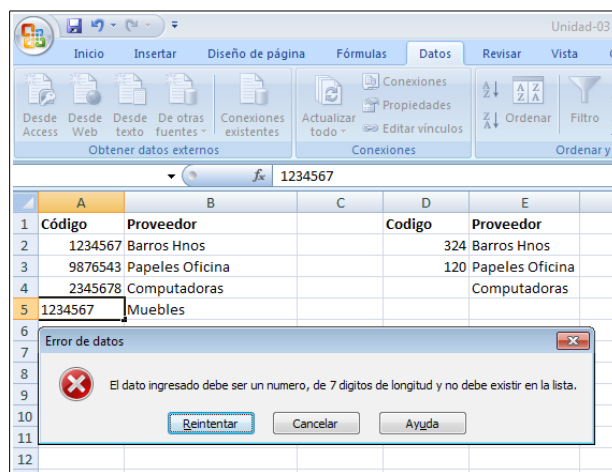 Unidad-03
Inicio Insertar Diseño de página Fórmulas Datos Revisar Vista
Desde Access
Desde Web
Desde texto
De otras fuentes
Conexiones existentes
Obtener datos externos
Actualizar todo
Conexiones
Propiedades
Editar vínculos
Conexiones
Ordenar
Filtro
Ordenar y
fx 1234567
A B C D E
1 Código Proveedor Codigo Proveedor
2 1234567 Barros Hnos 324 Barros Hnos
3 9876543 Papeles Oficina 120 Papeles Oficina
4 2345678 Computadoras Computadoras
5 1234567 Muebles
6
7
8
9
10
11
12
Error de datos
El dato ingresado debe ser un numero, de 7 digitos de longitud y no debe existir en la lista.
Reintentar Cancelar Ayuda